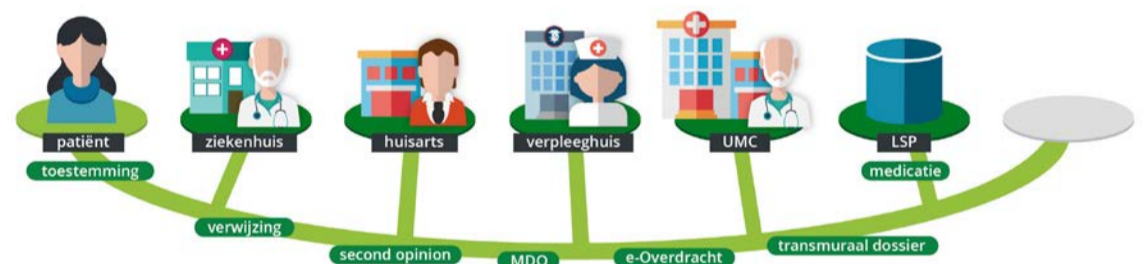 patiënt
ziekenhuis
huisarts
verpleeghuis
UMC
LSP
toestemming
medicatie
verwijzing
second opinion
MDO
e-Overdracht
transmuraal dossier